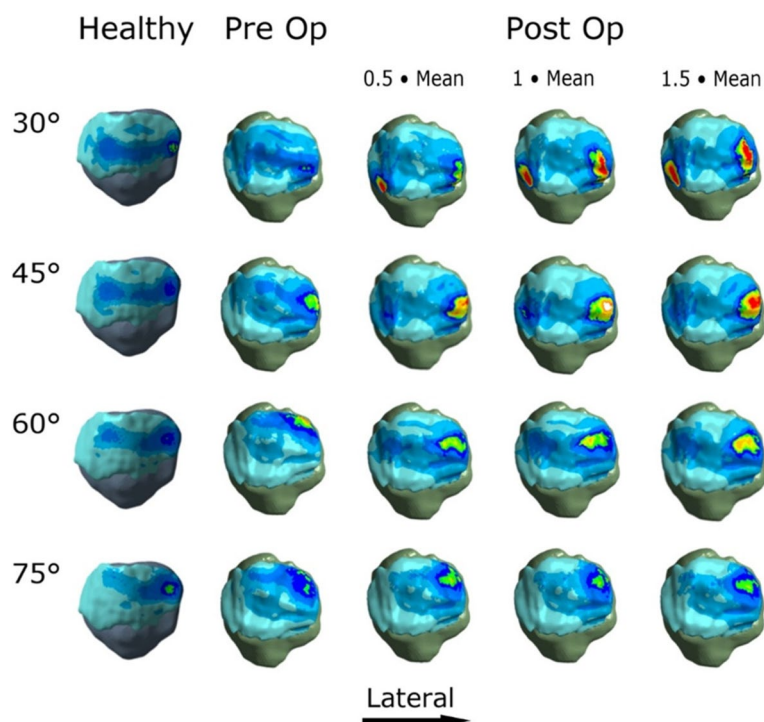 Healthy Pre Op Post Op
0.5 • Mean 1 • Mean 1.5 • Mean
30°
45°
60°
75°
Lateral